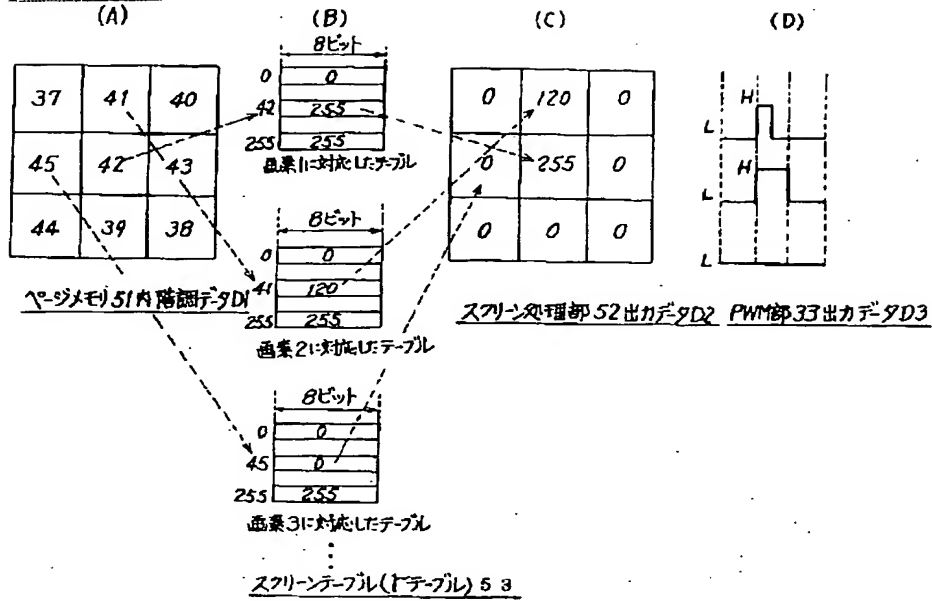 (A) (B) (C) (D)
37 41 40
45 42 43
44 39 38
ページメモリ51内階調データD1
8ビット
0 0
42 255
255 255
画素1に対応したテーブル
8ビット
0 0
41 120
255 255
画素2に対応したテーブル
8ビット
0 0
45 0
255 255
画素3に対応したテーブル
スクリーンテーブル(γテーブル)53
0 120 0
0 255 0
0 0 0
スクリーン処理部52出力データD2
H
L
H
L
L
PWM部33出力データD3